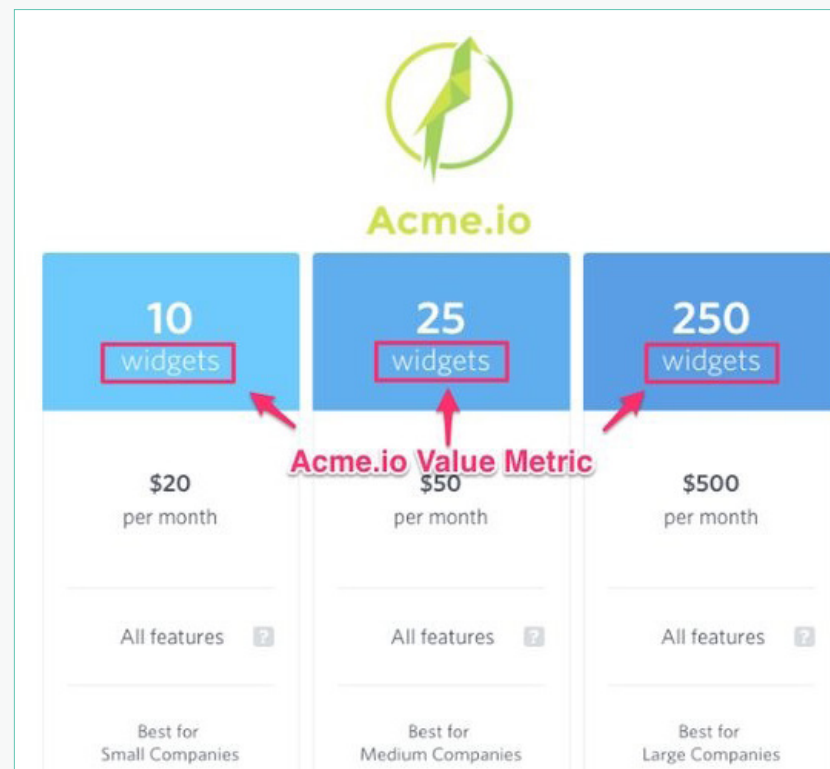 Acme.io
10
widgets
25
widgets
250
widgets
Acme.io Value Metric
$20
per month
$50
per month
$500
per month
All features ?
All features ?
All features ?
Best for
Small Companies
Best for
Medium Companies
Best for
Large Companies